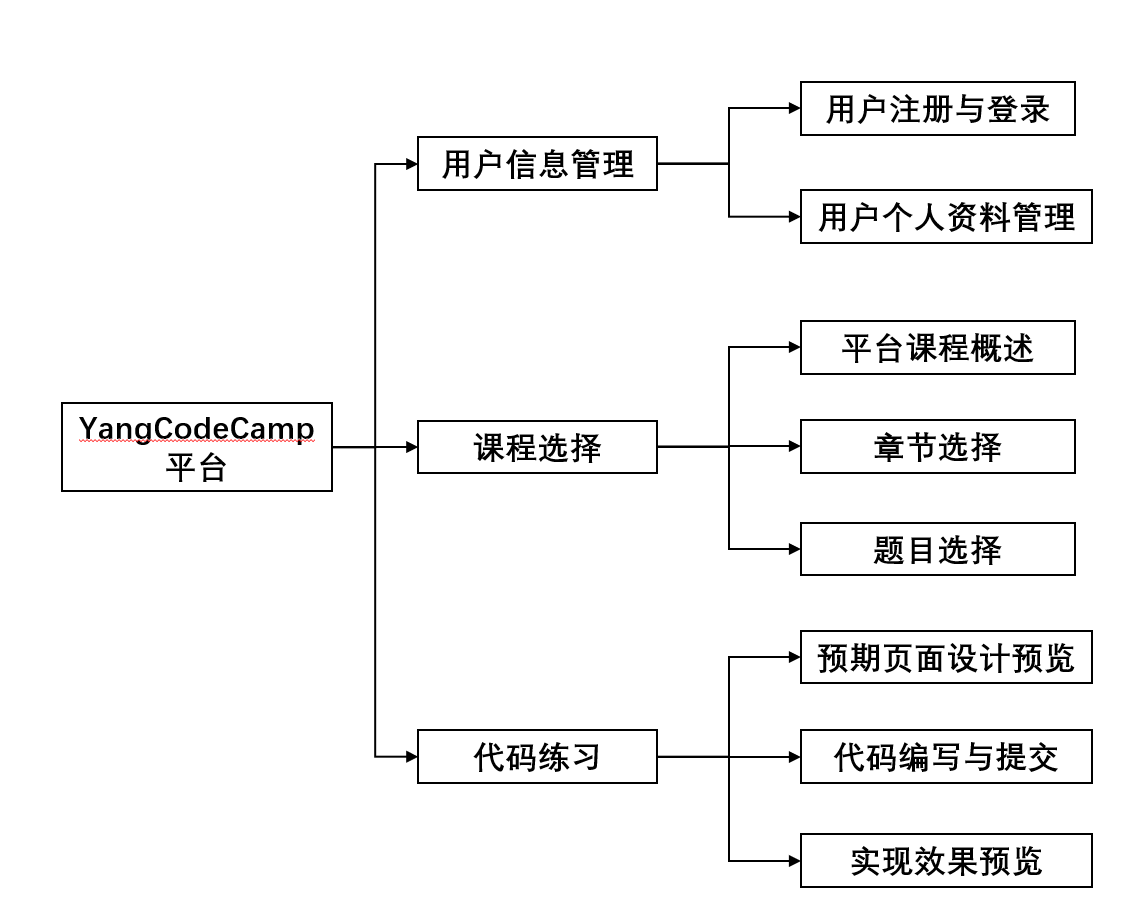 YangCodeCamp
平台
用户信息管理
用户注册与登录
用户个人资料管理
课程选择
平台课程概述
章节选择
题目选择
代码练习
预期页面设计预览
代码编写与提交
实现效果预览